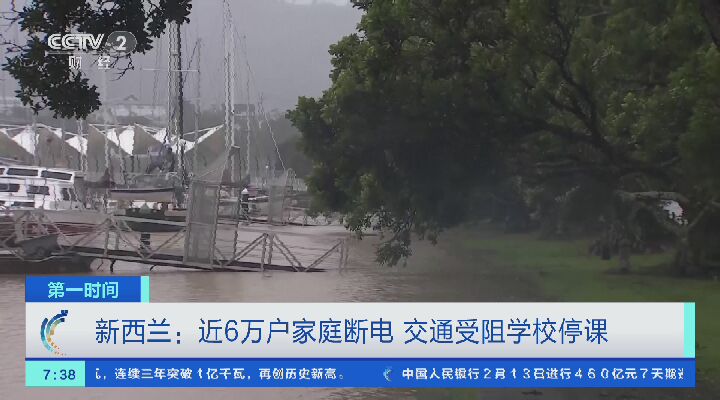 CCTV 2
财经
第一时间
新西兰：近6万户家庭断电 交通受阻学校停课
7:38
，连续三年突破1亿千瓦，再创历史新高。 中国人民银行2月13日进行460亿元7天期